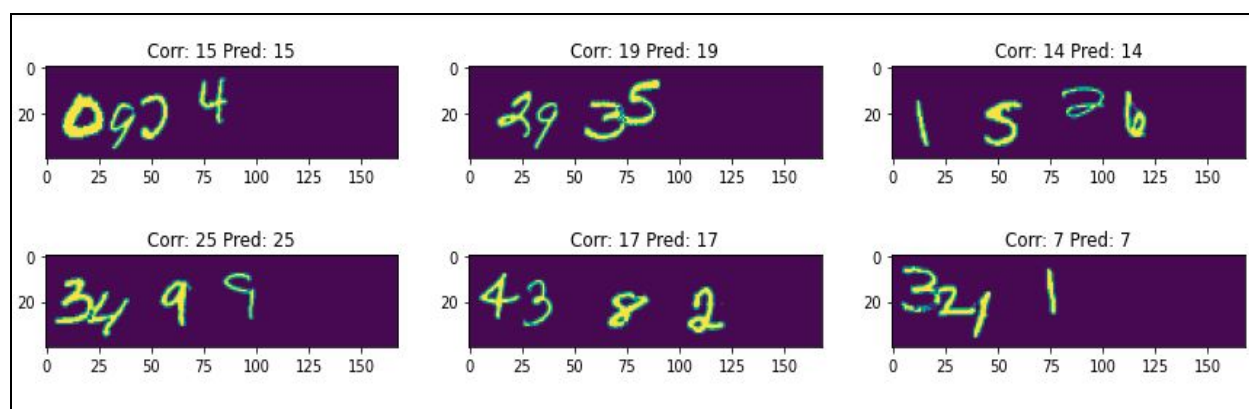 Corr: 15 Pred: 15
0 9 2 4
0
20
0 25 50 75 100 125 150
Corr: 19 Pred: 19
2 9 3 5
0
20
0 25 50 75 100 125 150
Corr: 14 Pred: 14
1 5 2 6
0
20
0 25 50 75 100 125 150
Corr: 25 Pred: 25
3 4 9 9
0
20
0 25 50 75 100 125 150
Corr: 17 Pred: 17
4 3 8 2
0
20
0 25 50 75 100 125 150
Corr: 7 Pred: 7
3 2 1 1
0
20
0 25 50 75 100 125 150